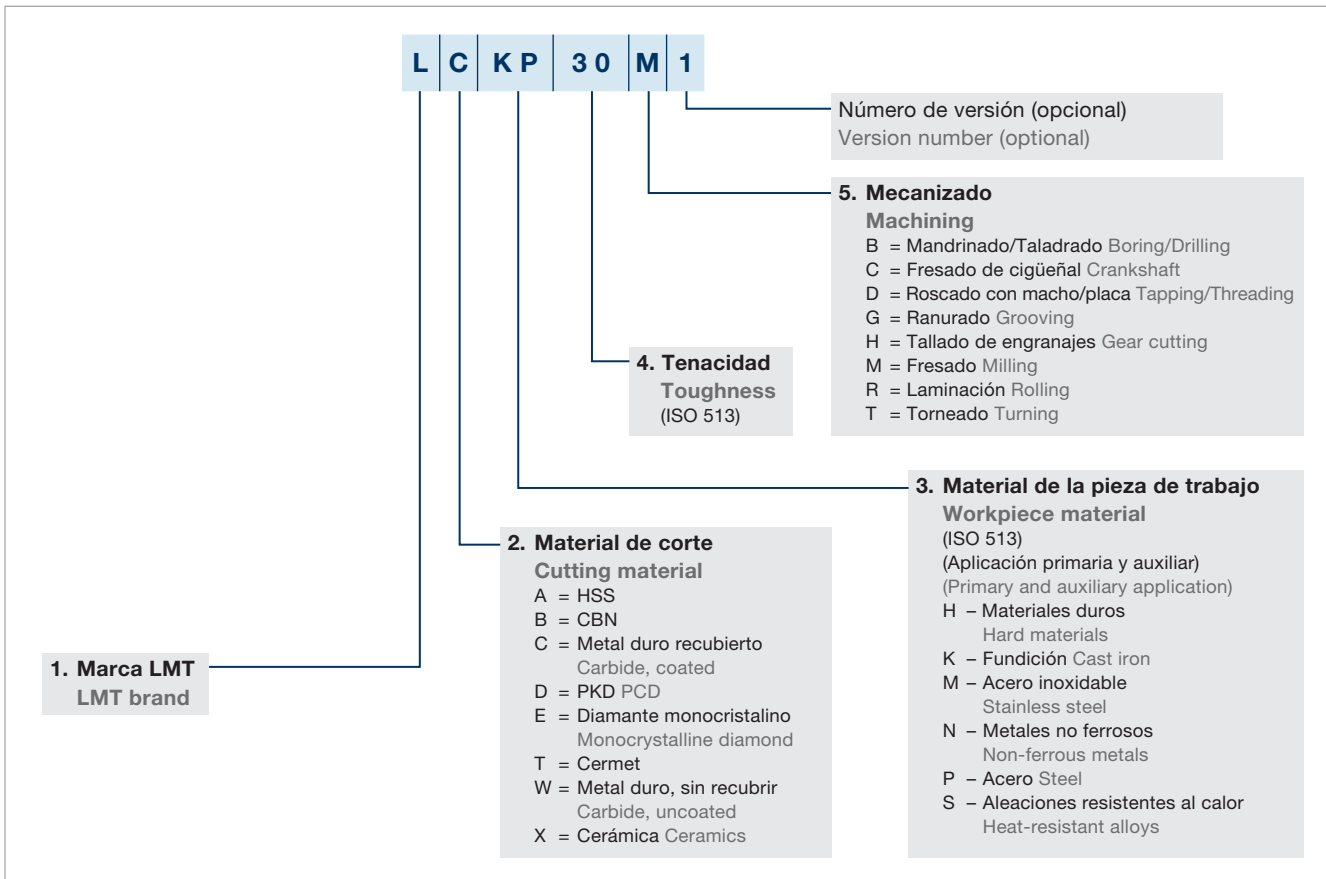 L C K P 3 0 M 1
Número de versión (opcional)
Version number (optional)
5. Mecanizado
Machining
B = Mandrinado/Taladrado Boring/Drilling
C = Fresado de cigüeñal Crankshaft
D = Roscado con macho/placa Tapping/Threading
G = Ranurado Grooving
H = Tallado de engranajes Gear cutting
M = Fresado Milling
R = Laminación Rolling
T = Torneado Turning
4. Tenacidad
Toughness
(ISO 513)
3. Material de la pieza de trabajo
Workpiece material
(ISO 513)
(Aplicación primaria y auxiliar)
(Primary and auxiliary application)
H – Materiales duros
Hard materials
K – Fundición Cast iron
M – Acero inoxidable
Stainless steel
N – Metales no ferrosos
Non-ferrous metals
P – Acero Steel
S – Aleaciones resistentes al calor
Heat-resistant alloys
2. Material de corte
Cutting material
A = HSS
B = CBN
C = Metal duro recubierto
Carbide, coated
D = PKD PCD
E = Diamante monocristalino
Monocrystalline diamond
T = Cermet
W = Metal duro, sin recubrir
Carbide, uncoated
X = Cerámica Ceramics
1. Marca LMT
LMT brand